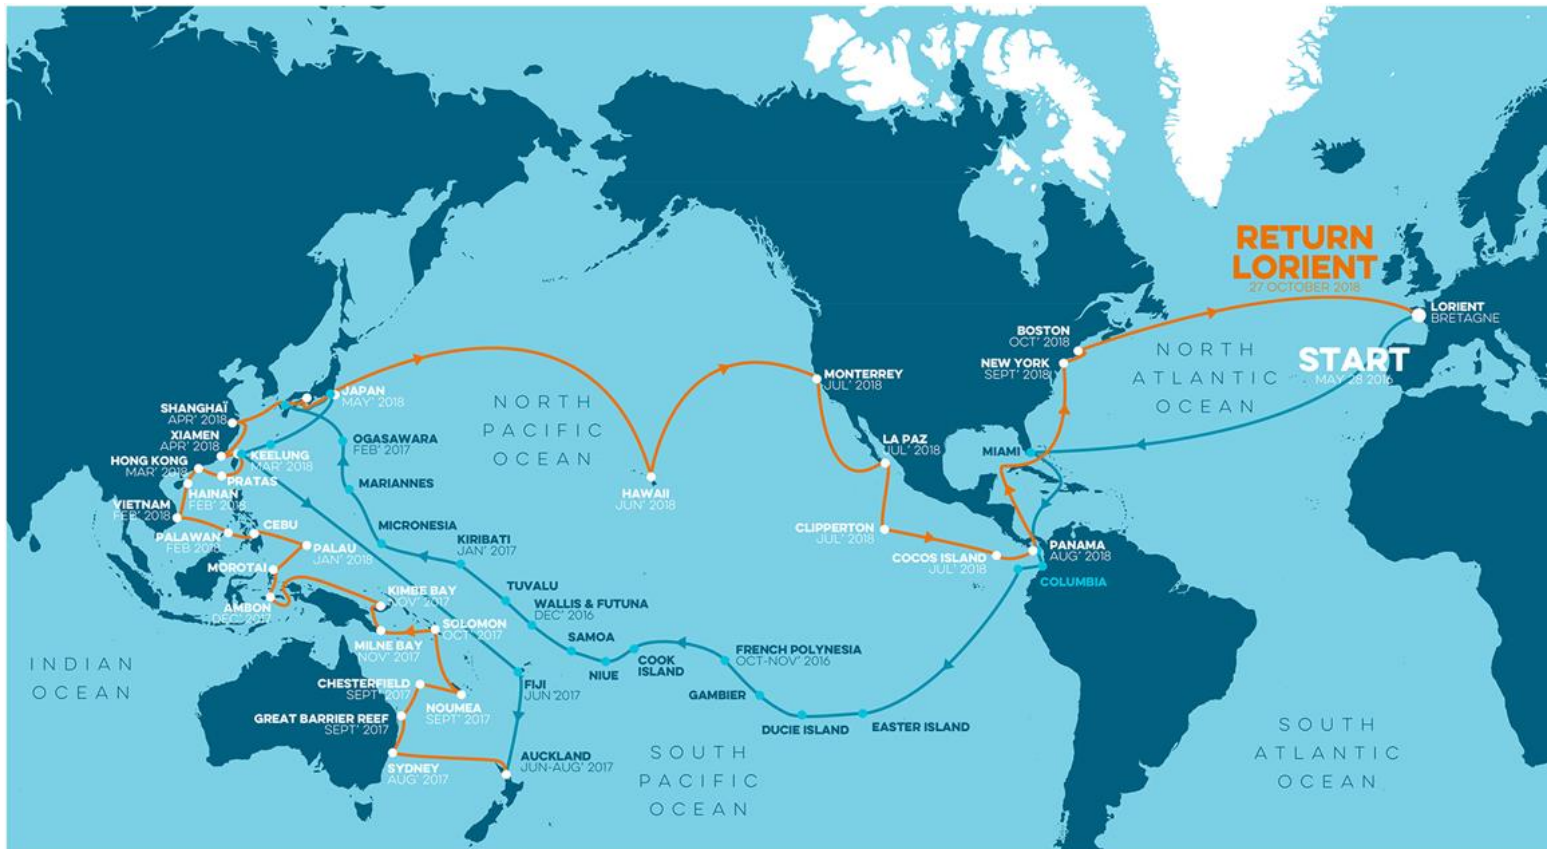 RETURN
LORIENT
27 OCTOBER 2018
LORIENT
BRETAGNE
BOSTON
OCT' 2018
NEW YORK
SEPT' 2018
NORTH
ATLANTIC
OCEAN
START
MAY 28 2016
MIAMI
MONTERREY
JUL' 2018
LA PAZ
JUL' 2018
CLIPPERTON
JUL' 2018
COCOS ISLAND
JUL' 2018
PANAMA
AUG' 2018
COLUMBIA
JAPAN
MAY' 2018
NORTH
PACIFIC
OCEAN
HAWAII
JUN' 2018
SHANGHAÏ
APR' 2018
XIAMEN
APR' 2018
HONG KONG
MAR' 2018
KEELUNG
MAR' 2018
PRATAS
HAINAN
FEB' 2018
VIETNAM
FEB' 2018
PALAWAN
FEB 2018
CEBU
PALAU
JAN' 2018
MOROTAI
AMBON
DEC' 2017
OGASAWARA
FEB' 2017
MARIANNES
MICRONESIA
KIRIBATI
JAN' 2017
TUVALU
WALLIS & FUTUNA
DEC' 2016
SAMOA
NIUE
COOK
ISLAND
FRENCH POLYNESIA
OCT-NOV' 2016
GAMBIER
DUCIE ISLAND
EASTER ISLAND
KIMBE BAY
NOV' 2017
SOLOMON
OCT' 2017
MILNE BAY
NOV' 2017
CHESTERFIELD
SEPT' 2017
NOUMEA
SEPT' 2017
FIJI
JUN '2017
GREAT BARRIER REEF
SEPT' 2017
SYDNEY
AUG' 2017
AUCKLAND
JUN-AUG' 2017
INDIAN
OCEAN
SOUTH
PACIFIC
OCEAN
SOUTH
ATLANTIC
OCEAN